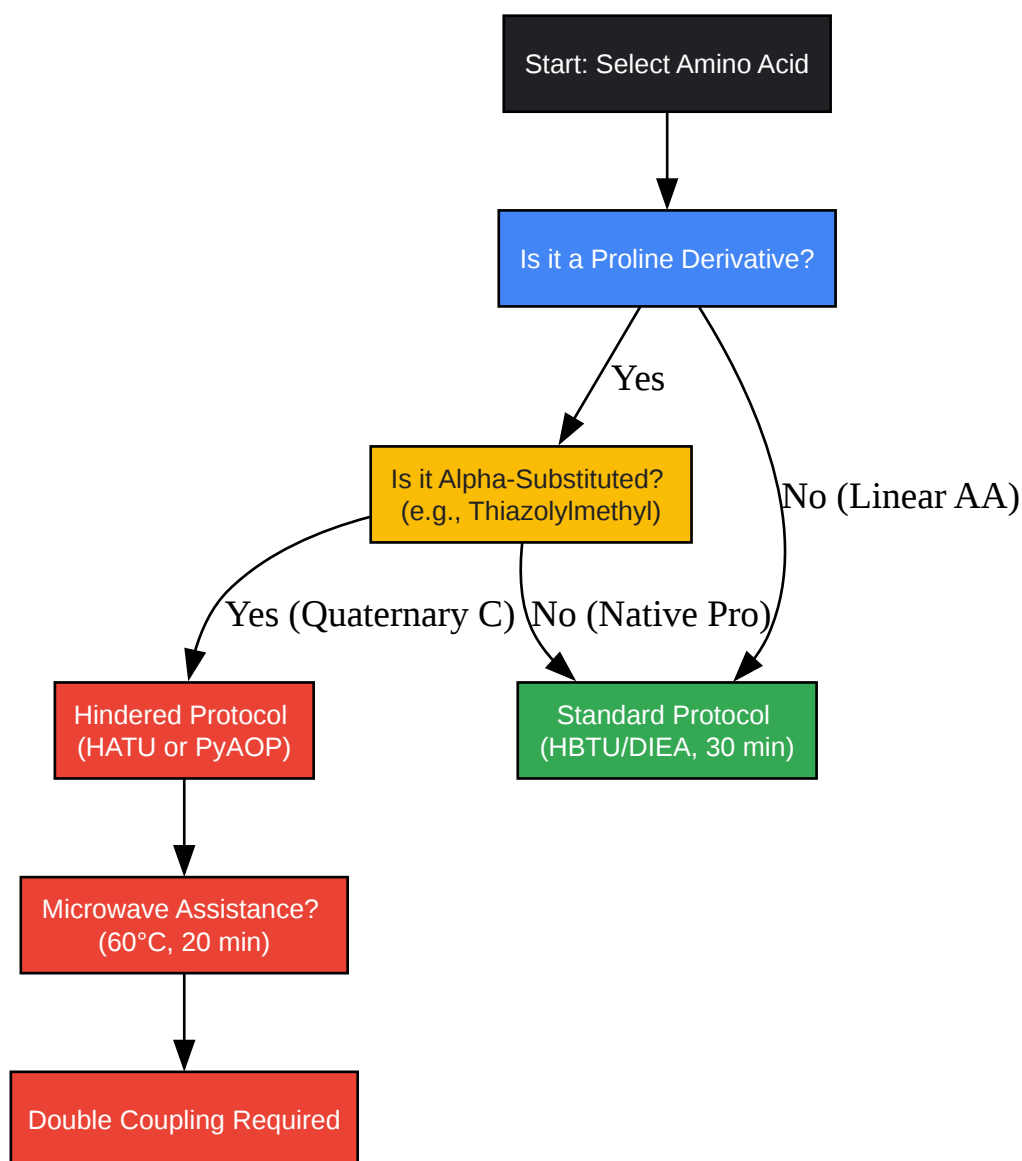 Start: Select Amino Acid
Is it a Proline Derivative?
Yes
Is it Alpha-Substituted?
(e.g., Thiazolylmethyl)
No (Linear AA)
Yes (Quaternary C)
No (Native Pro)
Hindered Protocol
(HATU or PyAOP)
Standard Protocol
(HBTU/DIEA, 30 min)
Microwave Assistance?
(60°C, 20 min)
Double Coupling Required